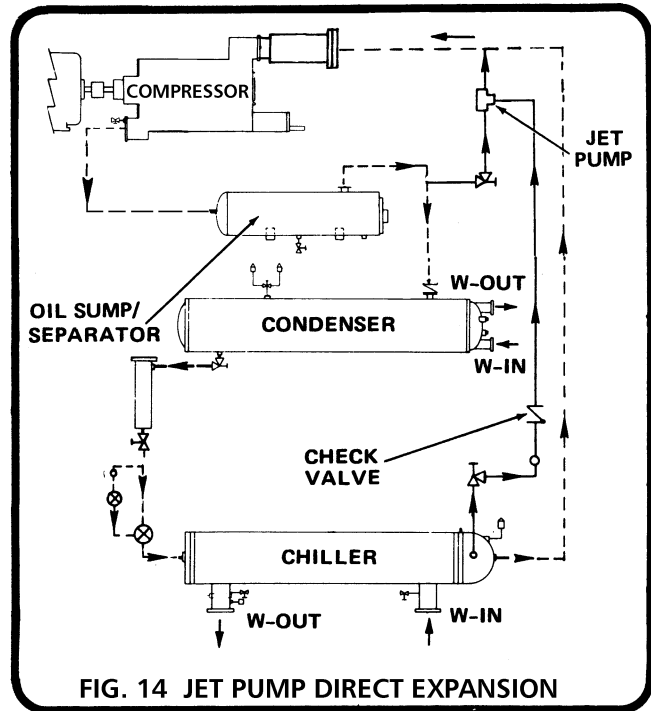 COMPRESSOR
JET
PUMP
OIL SUMP/
SEPARATOR
W-OUT
CONDENSER
W-IN
CHECK
VALVE
CHILLER
W-OUT
W-IN
FIG. 14 JET PUMP DIRECT EXPANSION